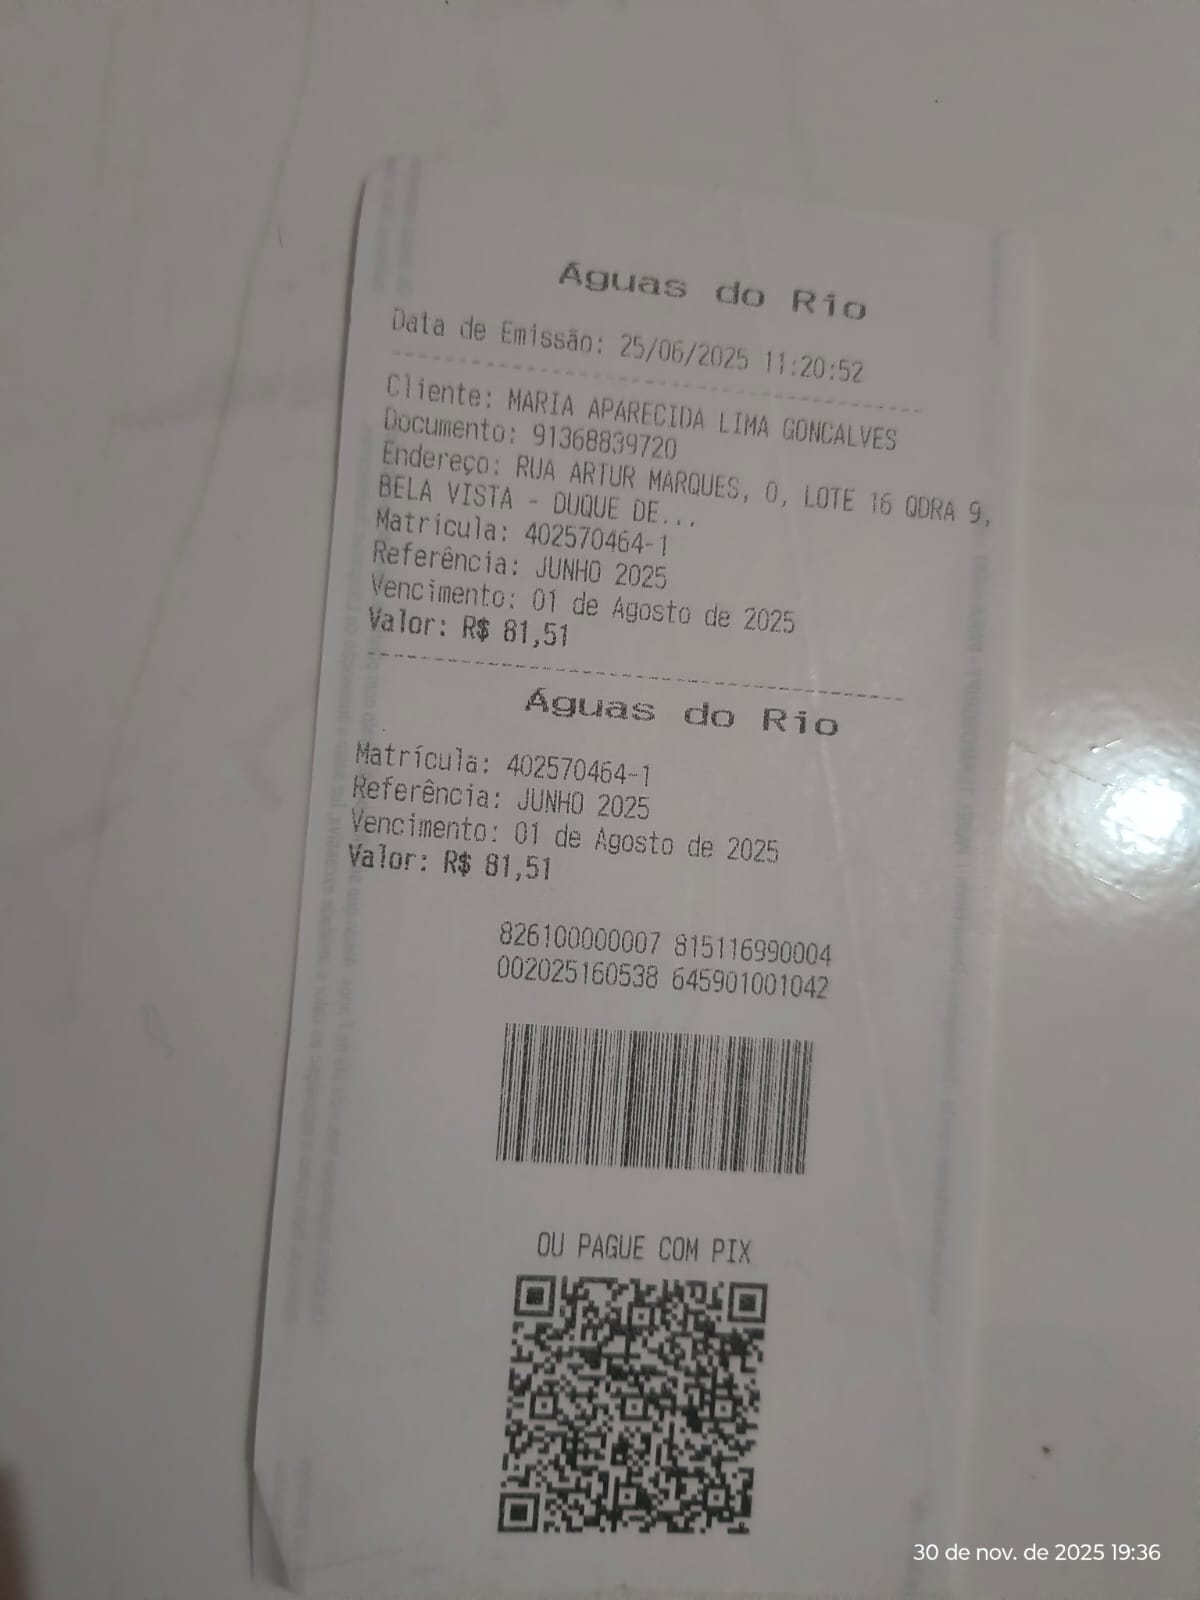 Águas do Rio
Data de Emissão: 25/06/2025 11:20:52
Cliente: MARIA APARECIDA LIMA GONCALVES
Documento: 91368839720
Endereço: RUA ARTUR MARQUES, 0, LOTE 16 QDRA 9,
BELA VISTA - DUQUE DE...
Matrícula: 402570464-1
Referência: JUNHO 2025
Vencimento: 01 de Agosto de 2025
Valor: R$ 81,51
Águas do Rio
Matrícula: 402570464-1
Referência: JUNHO 2025
Vencimento: 01 de Agosto de 2025
Valor: R$ 81,51
826100000007 815116990004
002025160538 645901001042
OU PAGUE COM PIX
30 de nov. de 2025 19:36